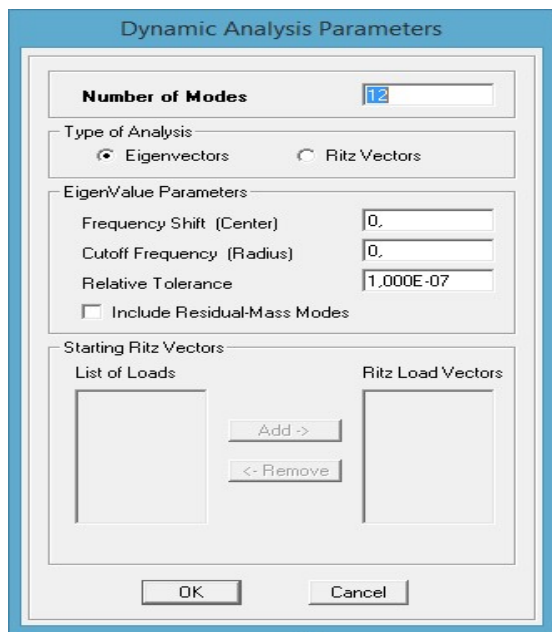 Dynamic Analysis Parameters
Number of Modes 12
Type of Analysis
Eigenvectors Ritz Vectors
EigenValue Parameters
Frequency Shift (Center) 0,
Cutoff Frequency (Radius) 0,
Relative Tolerance 1,000E-07
Include Residual-Mass Modes
Starting Ritz Vectors
List of Loads Ritz Load Vectors
Add ->
<- Remove
OK Cancel